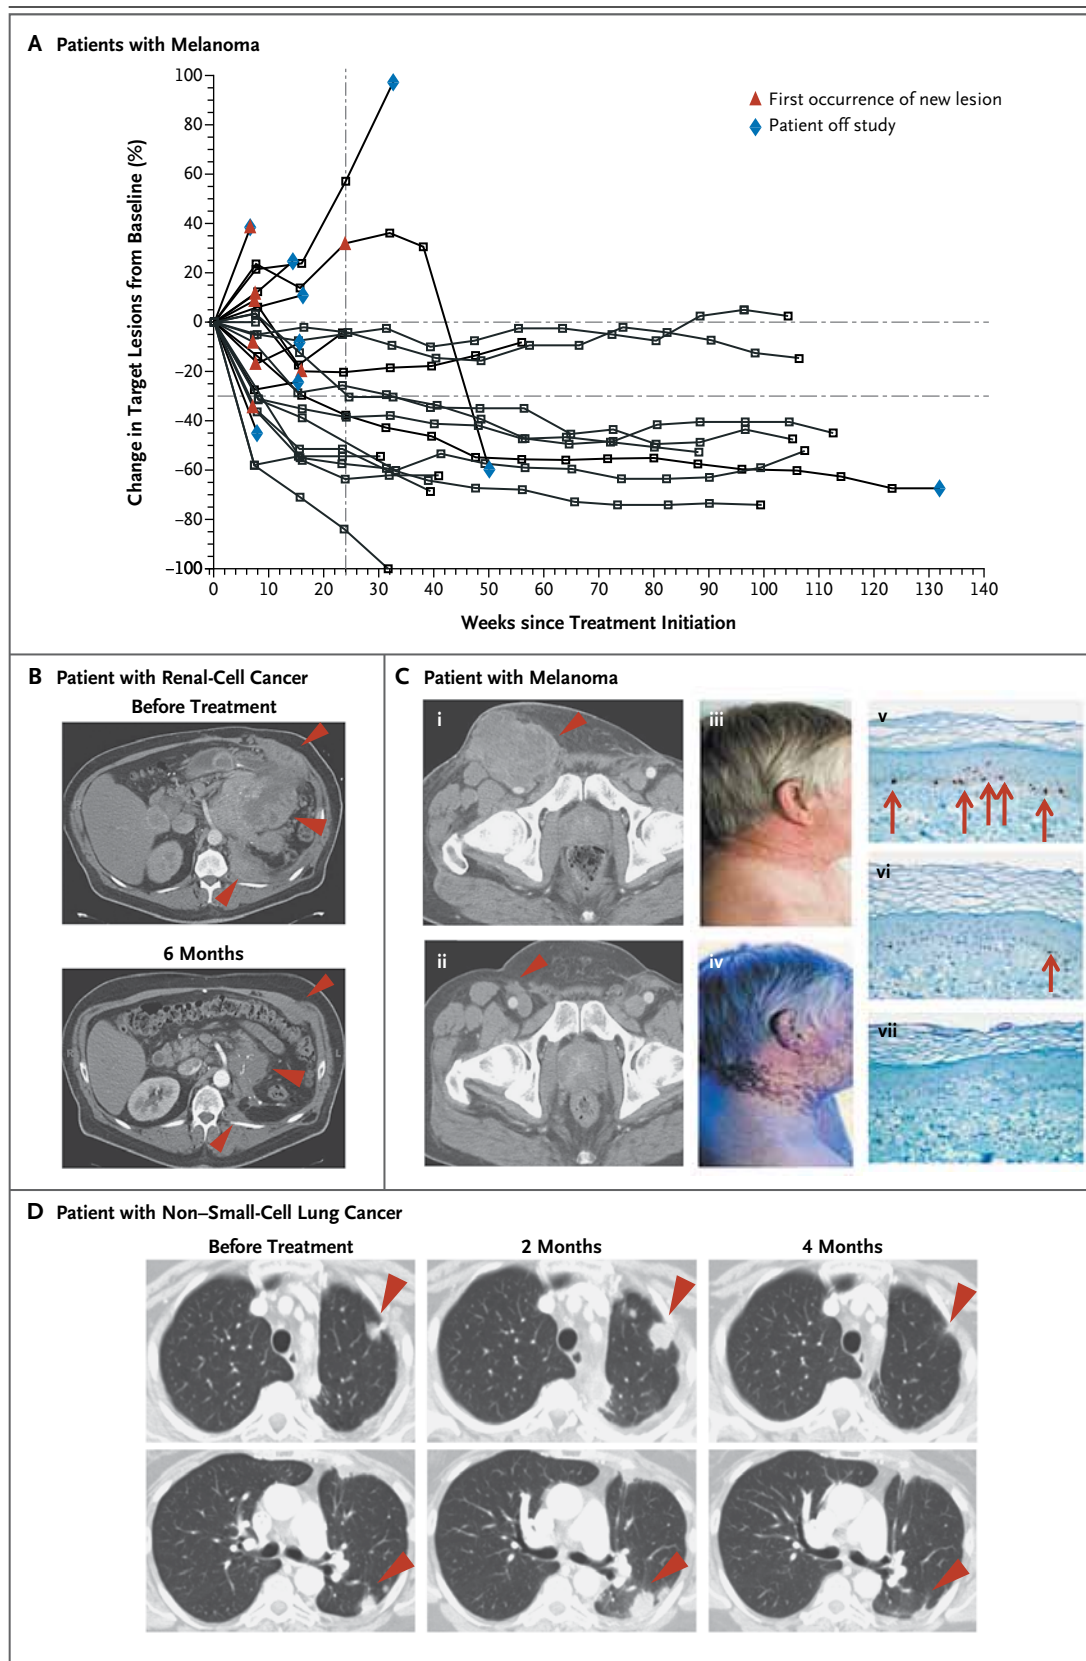 A Patients with Melanoma
100
80
60
40
20
0
−20
−40
−60
−80
−100
Change in Target Lesions from Baseline (%)
First occurrence of new lesion
Patient off study
0 10 20 30 40 50 60 70 80 90 100 110 120 130 140
Weeks since Treatment Initiation
B Patient with Renal-Cell Cancer
Before Treatment
6 Months
R
L
C Patient with Melanoma
i
ii
iii
iv
v
vi
vii
D Patient with Non–Small-Cell Lung Cancer
Before Treatment
2 Months
4 Months